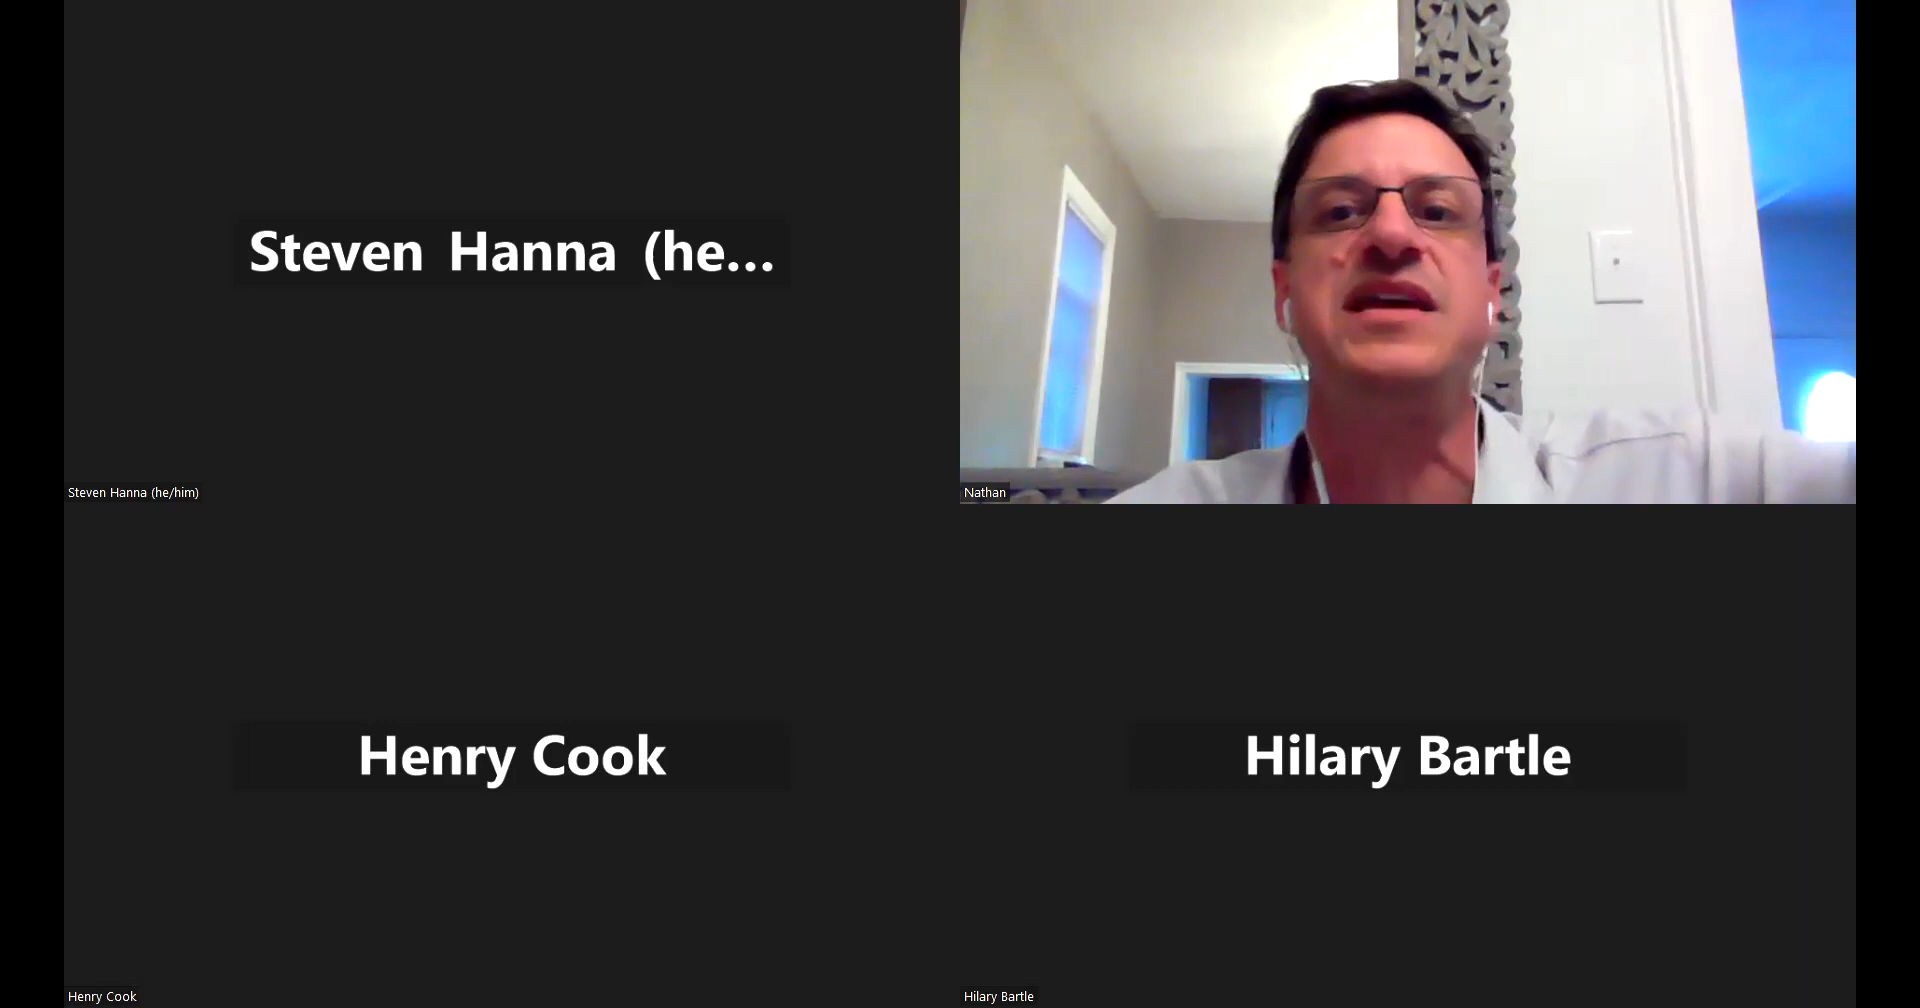 Steven Hanna (he...
Steven Hanna (he/him)
Nathan
Henry Cook
Hilary Bartle
Henry Cook
Hilary Bartle